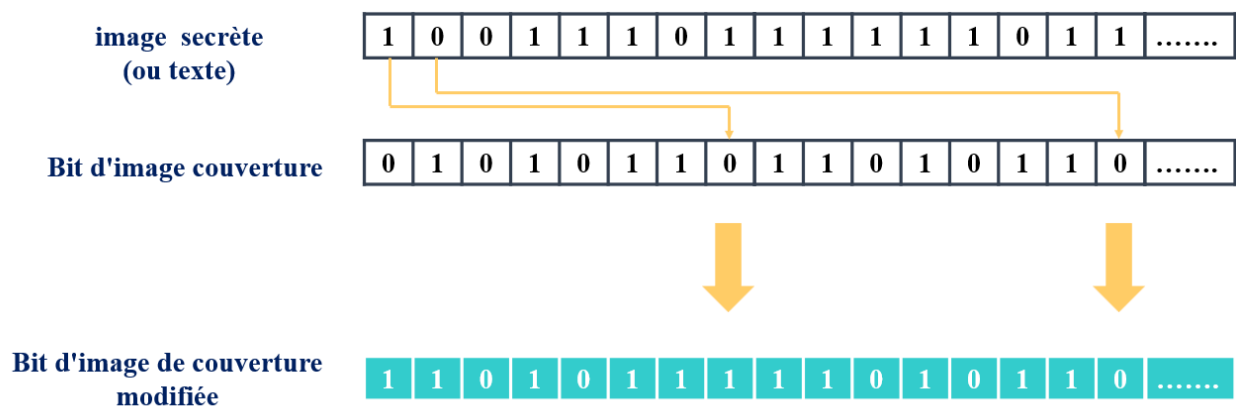 image secrète
(ou texte)
1 0 0 1 1 1 0 1 1 1 1 1 1 0 1 1 …….
Bit d'image couverture
0 1 0 1 0 1 1 0 1 1 0 1 0 1 1 0 …….
Bit d'image de couverture
modifiée
1 1 0 1 0 1 1 1 1 1 0 1 0 1 1 0 …….